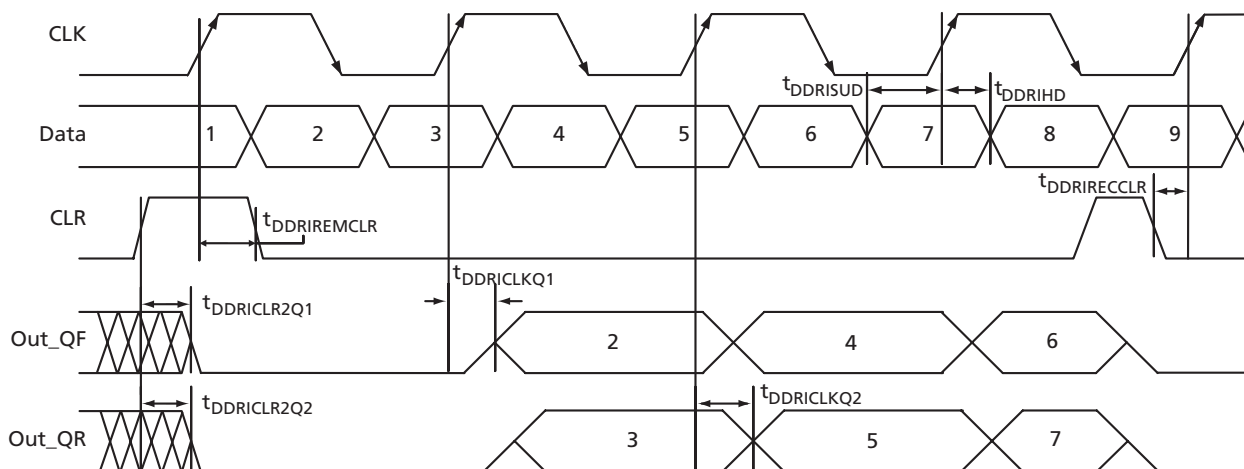 CLK
tDDRISUD tDDRIHD
Data 1 2 3 4 5 6 7 8 9
tDDRIRECCLR
CLR
tDDRIREMCLR
tDDRICLKQ1
tDDRICLR2Q1
Out_QF 2 4 6
tDDRICLR2Q2 tDDRICLKQ2
Out_QR 3 5 7